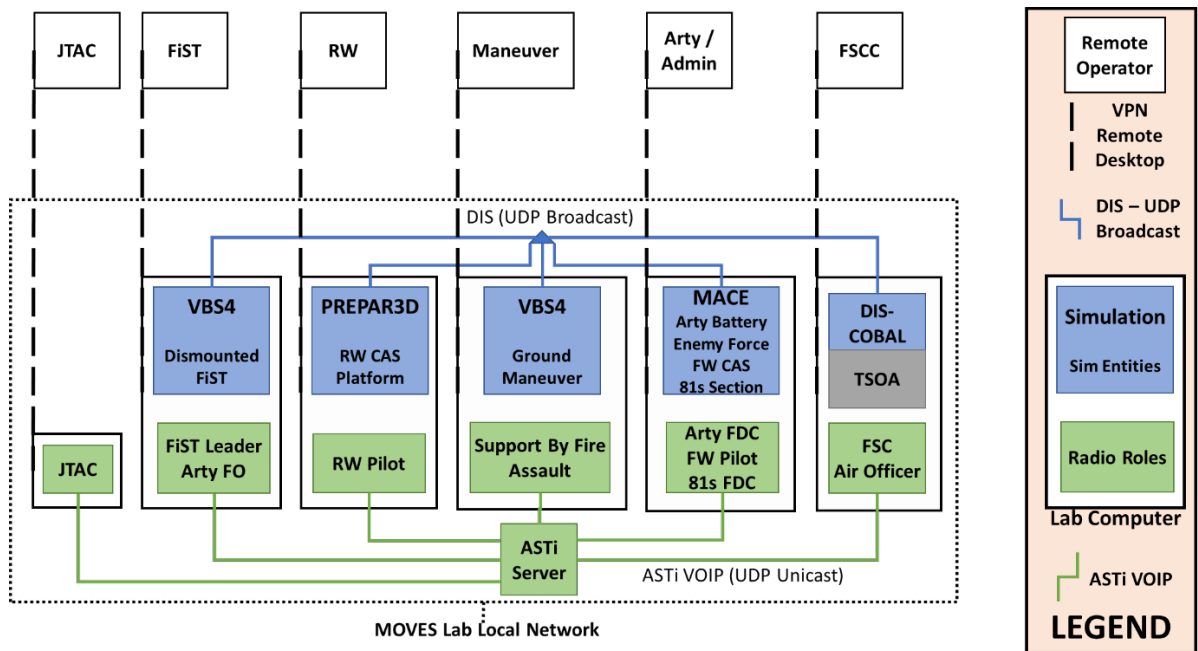 JTAC
FiST
RW
Maneuver
Arty /
Admin
FSCC
DIS (UDP Broadcast)
VBS4
Dismounted
FiST
PREPAR3D
RW CAS
Platform
VBS4
Ground
Maneuver
MACE
Arty Battery
Enemy Force
FW CAS
81s Section
DIS-
COBAL
TSOA
JTAC
FiST Leader
Arty FO
RW Pilot
Support By Fire
Assault
Arty FDC
FW Pilot
81s FDC
FSC
Air Officer
ASTi
Server
ASTi VOIP (UDP Unicast)
MOVES Lab Local Network
Remote
Operator
VPN
Remote
Desktop
DIS – UDP
Broadcast
Simulation
Sim Entities
Radio Roles
Lab Computer
ASTi VOIP
LEGEND